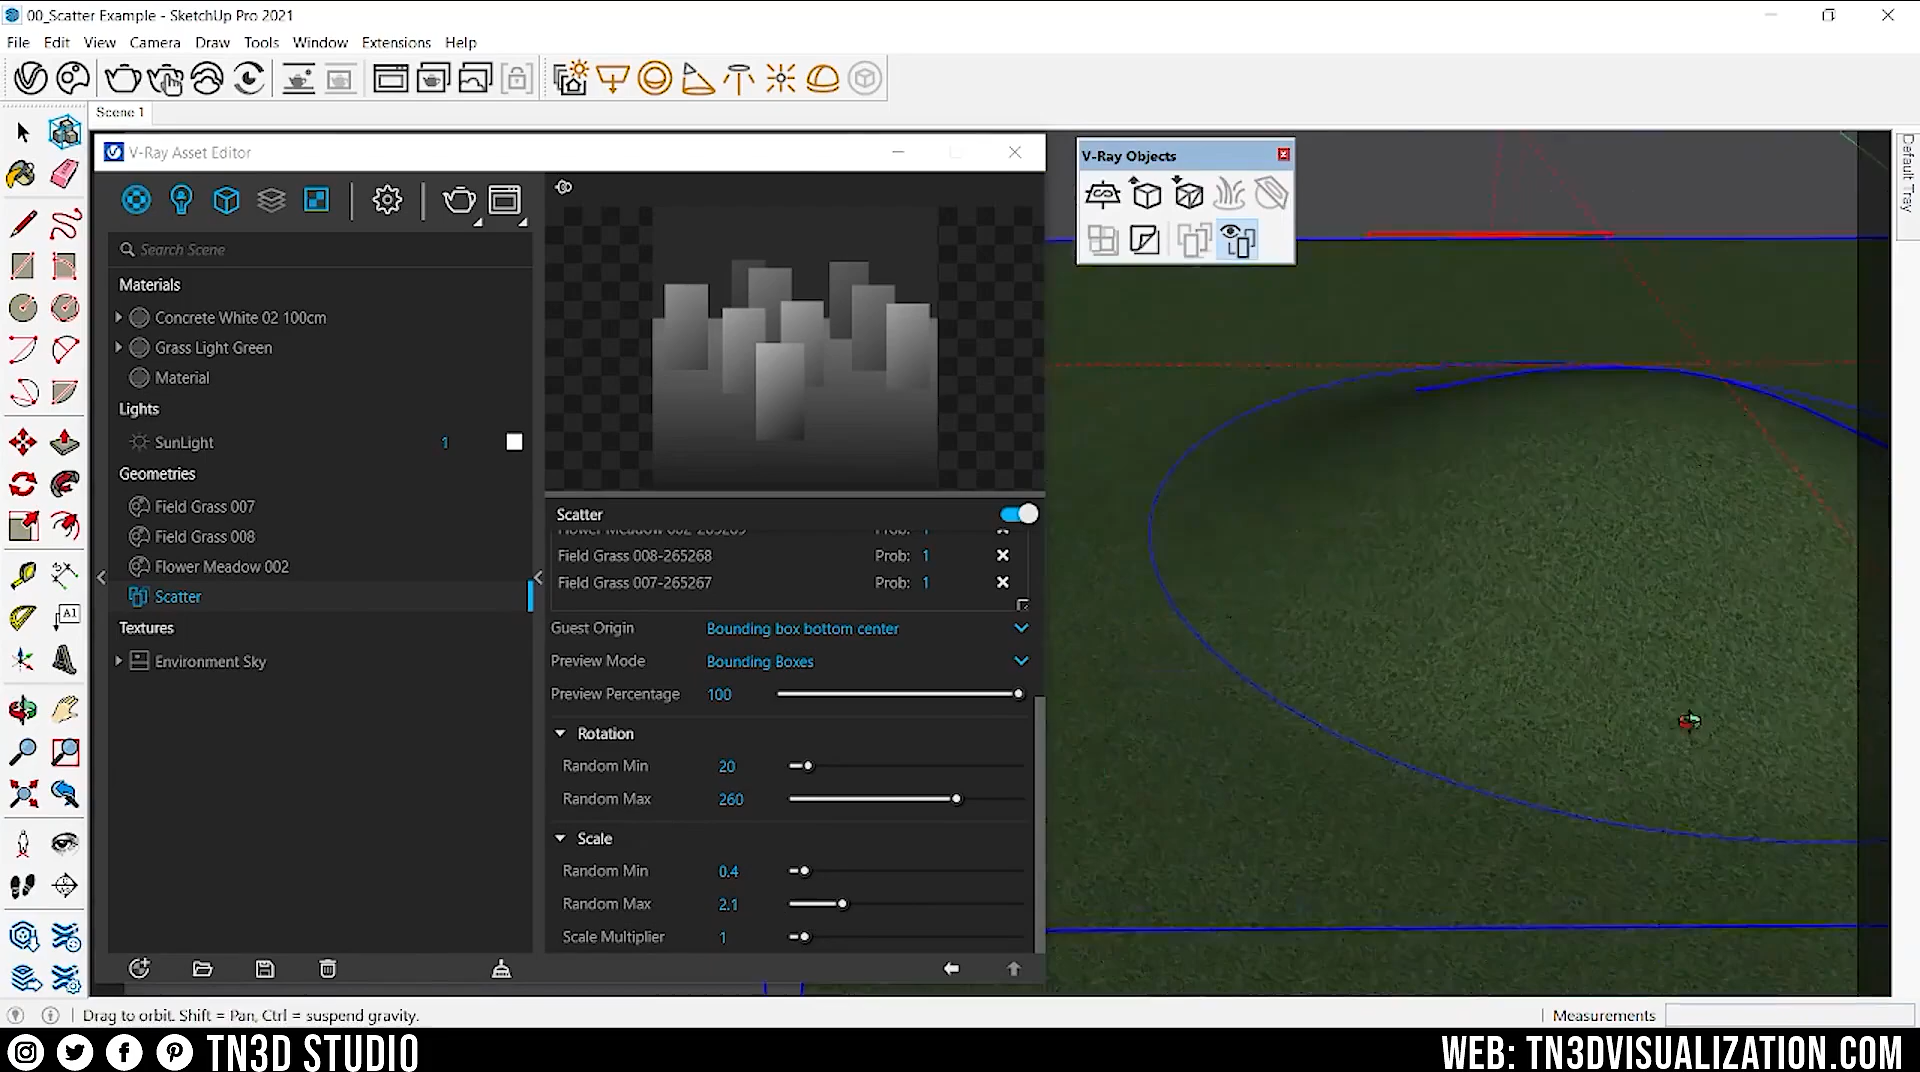 00_Scatter Example - SketchUp Pro 2021
File Edit View Camera Draw Tools Window Extensions Help
Scene 1
V-Ray Asset Editor
V-Ray Objects
Default Tray
Search Scene
Materials
Concrete White 02 100cm
Grass Light Green
Material
Lights
SunLight 1
Geometries
Field Grass 007
Field Grass 008
Flower Meadow 002
Scatter
Textures
Environment Sky
Scatter
Flower Meadow 002-265269 Prob: 1
Field Grass 008-265268 Prob: 1
Field Grass 007-265267 Prob: 1
Guest Origin Bounding box bottom center
Preview Mode Bounding Boxes
Preview Percentage 100
Rotation
Random Min 20
Random Max 260
Scale
Random Min 0.4
Random Max 2.1
Scale Multiplier 1
A1
Drag to orbit. Shift = Pan, Ctrl = suspend gravity.
Measurements
TN3D STUDIO
WEB: TN3DVISUALIZATION.COM